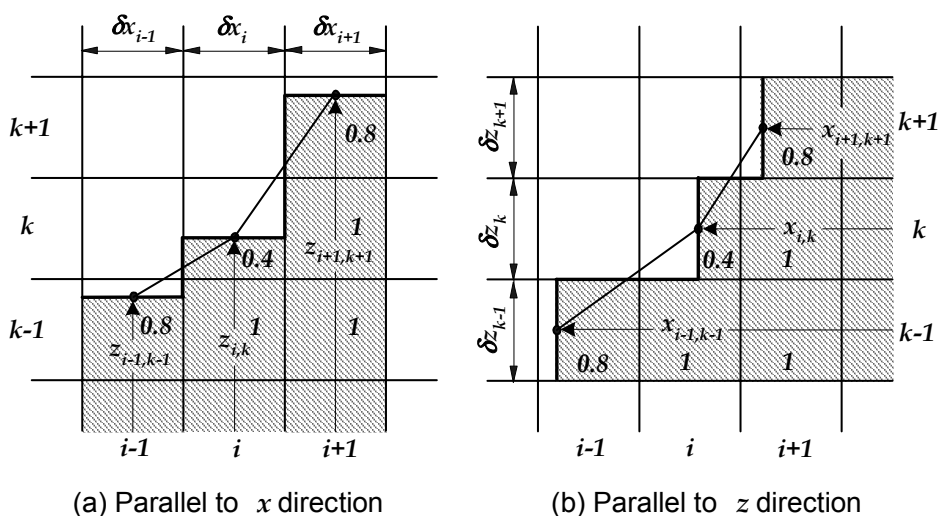 δx_{i-1} δx_i δx_{i+1}
k+1
0.8
k
1
z_{i+1,k+1}
0.4
k-1
0.8
z_{i-1,k-1}
1
z_{i,k}
1
i-1 i i+1
(a) Parallel to x direction
δz_{k+1}
x_{i+1,k+1}
k+1
0.8
δz_k
x_{i,k}
k
0.4
1
δz_{k-1}
x_{i-1,k-1}
k-1
0.8
1
1
i-1 i i+1
(b) Parallel to z direction